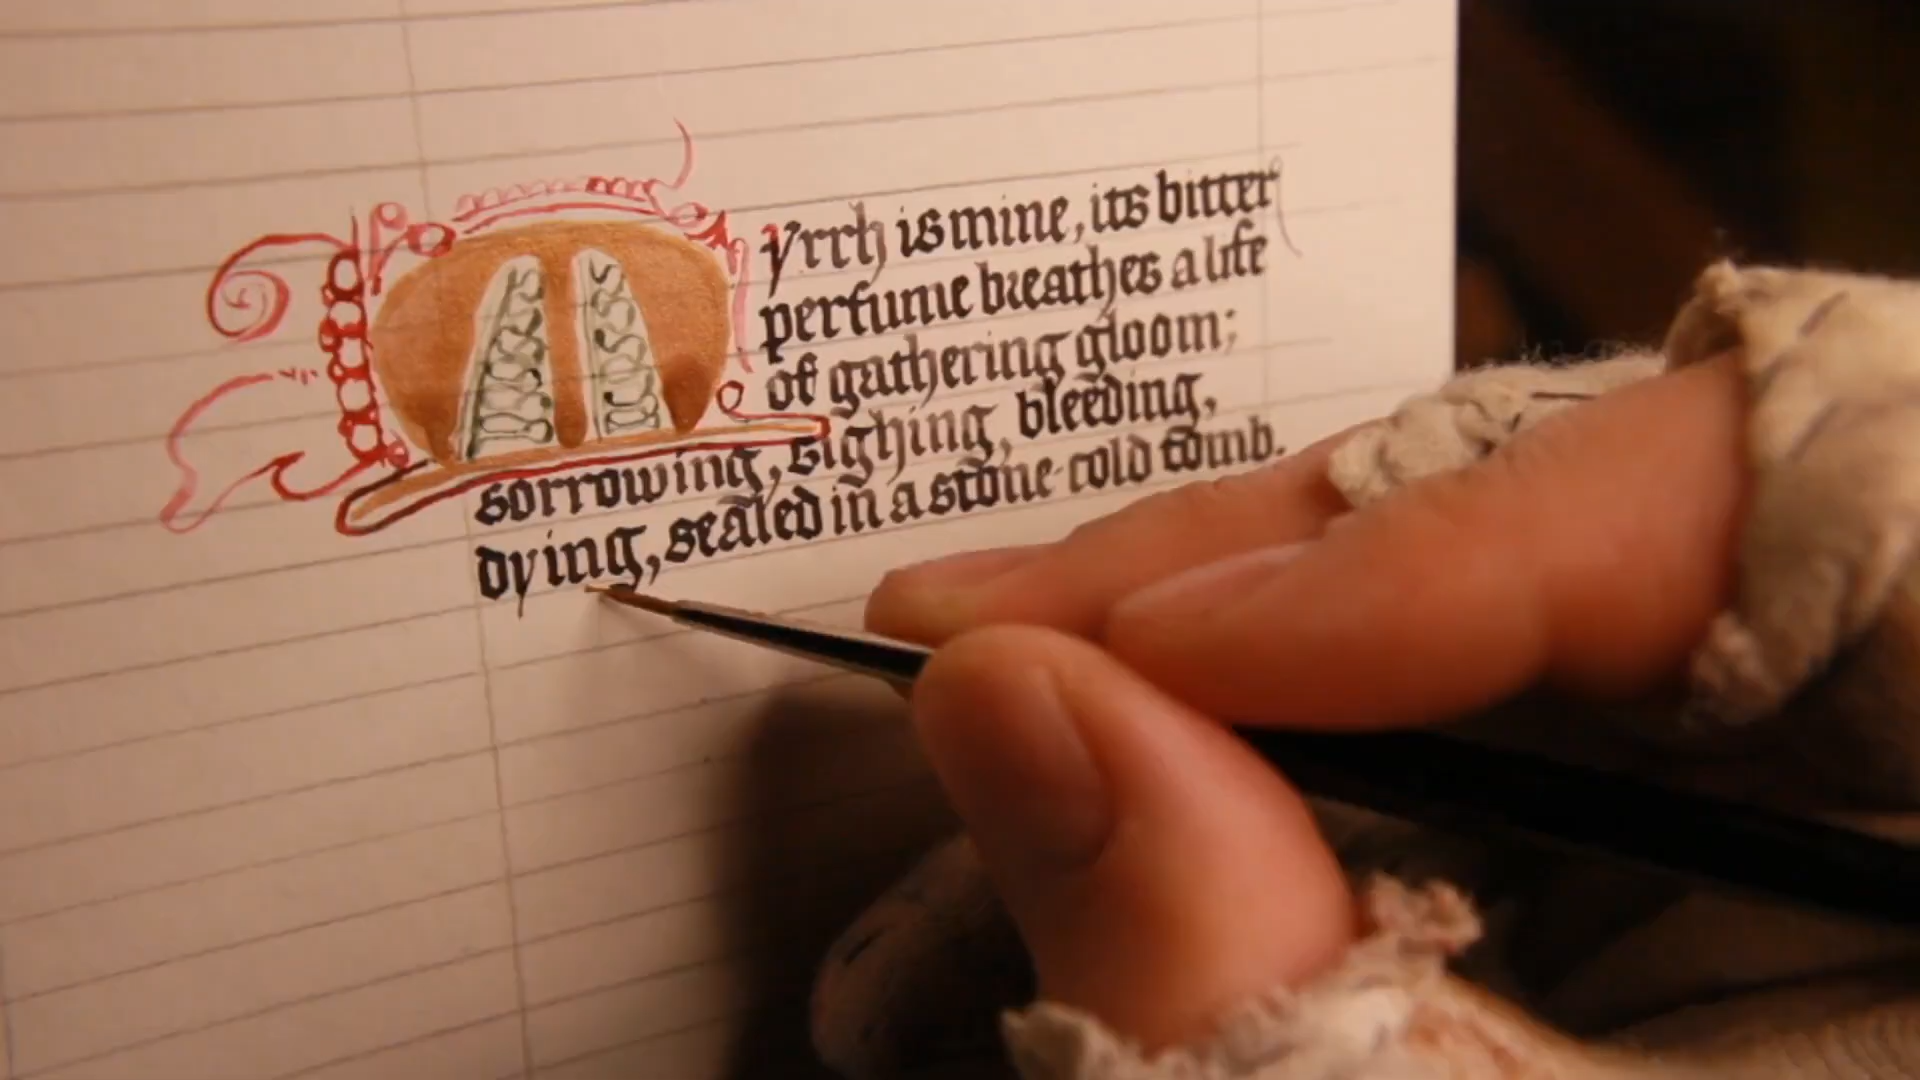 Myrrh is mine, its bitter
perfume breathes a life
of gathering gloom;
sorrowing, sighing, bleeding,
dying, sealed in a stone-cold tomb.